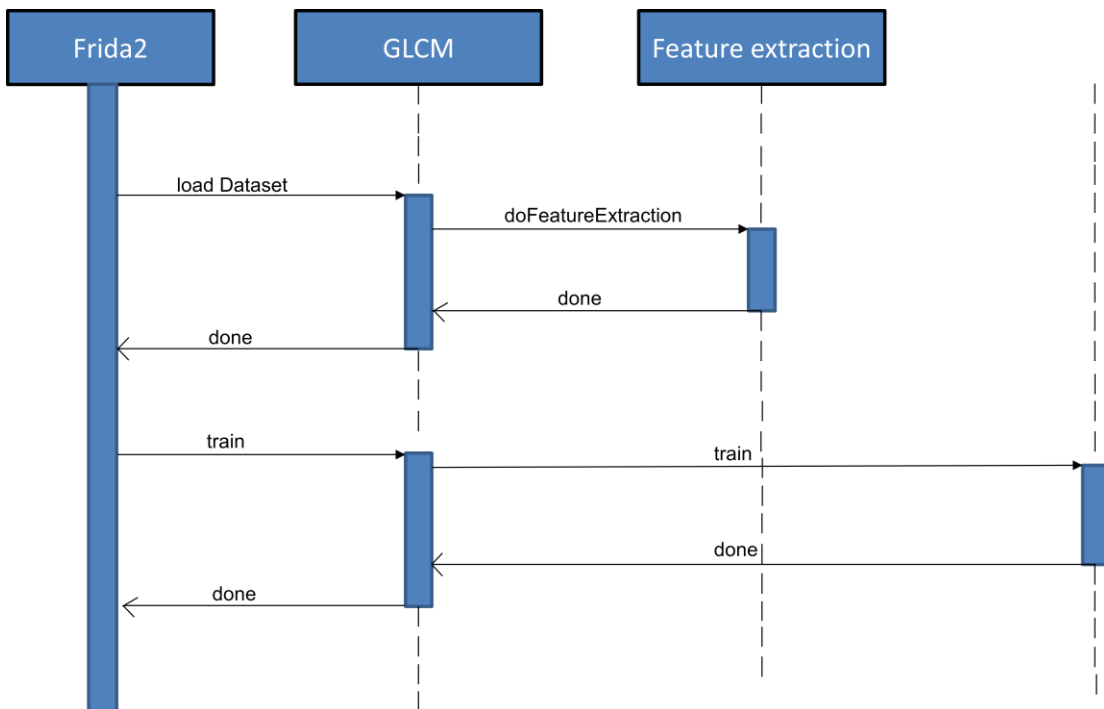 Frida2
GLCM
Feature extraction
load Dataset
doFeatureExtraction
done
done
train
train
done
done